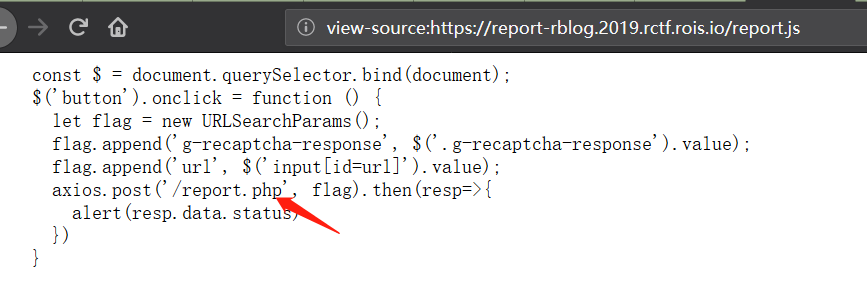 view-source:https://report-rblog.2019.rctf.rois.io/report.js
const $ = document.querySelector.bind(document);
$('button').onclick = function () {
  let flag = new URLSearchParams();
  flag.append('g-recaptcha-response', $('.g-recaptcha-response').value);
  flag.append('url', $('input[id=url]').value);
  axios.post('/report.php', flag).then(resp=>{
    alert(resp.data.status)
  })
}